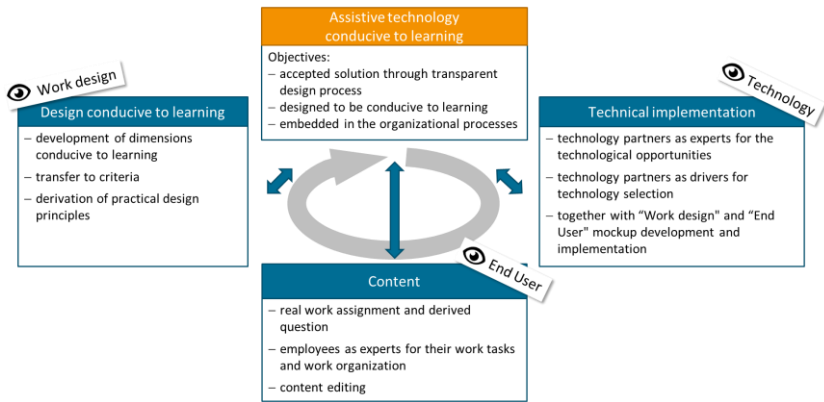 Assistive technology
conducive to learning
Objectives:
– accepted solution through transparent
design process
– designed to be conducive to learning
– embedded in the organizational processes
Work design
Design conducive to learning
– development of dimensions
conducive to learning
– transfer to criteria
– derivation of practical design
principles
Technology
Technical implementation
– technology partners as experts for the
technological opportunities
– technology partners as drivers for
technology selection
– together with “Work design" and “End
User" mockup development and
implementation
End User
Content
– real work assignment and derived
question
– employees as experts for their work tasks
and work organization
– content editing